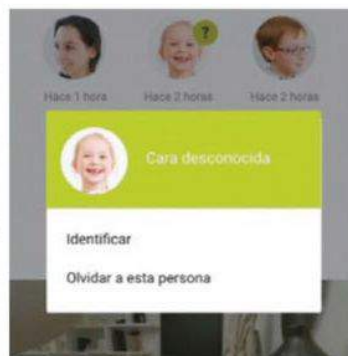 ?
Hace 1 hora
Hace 2 horas
Hace 2 horas
Cara desconocida
Identificar
Olvidar a esta persona